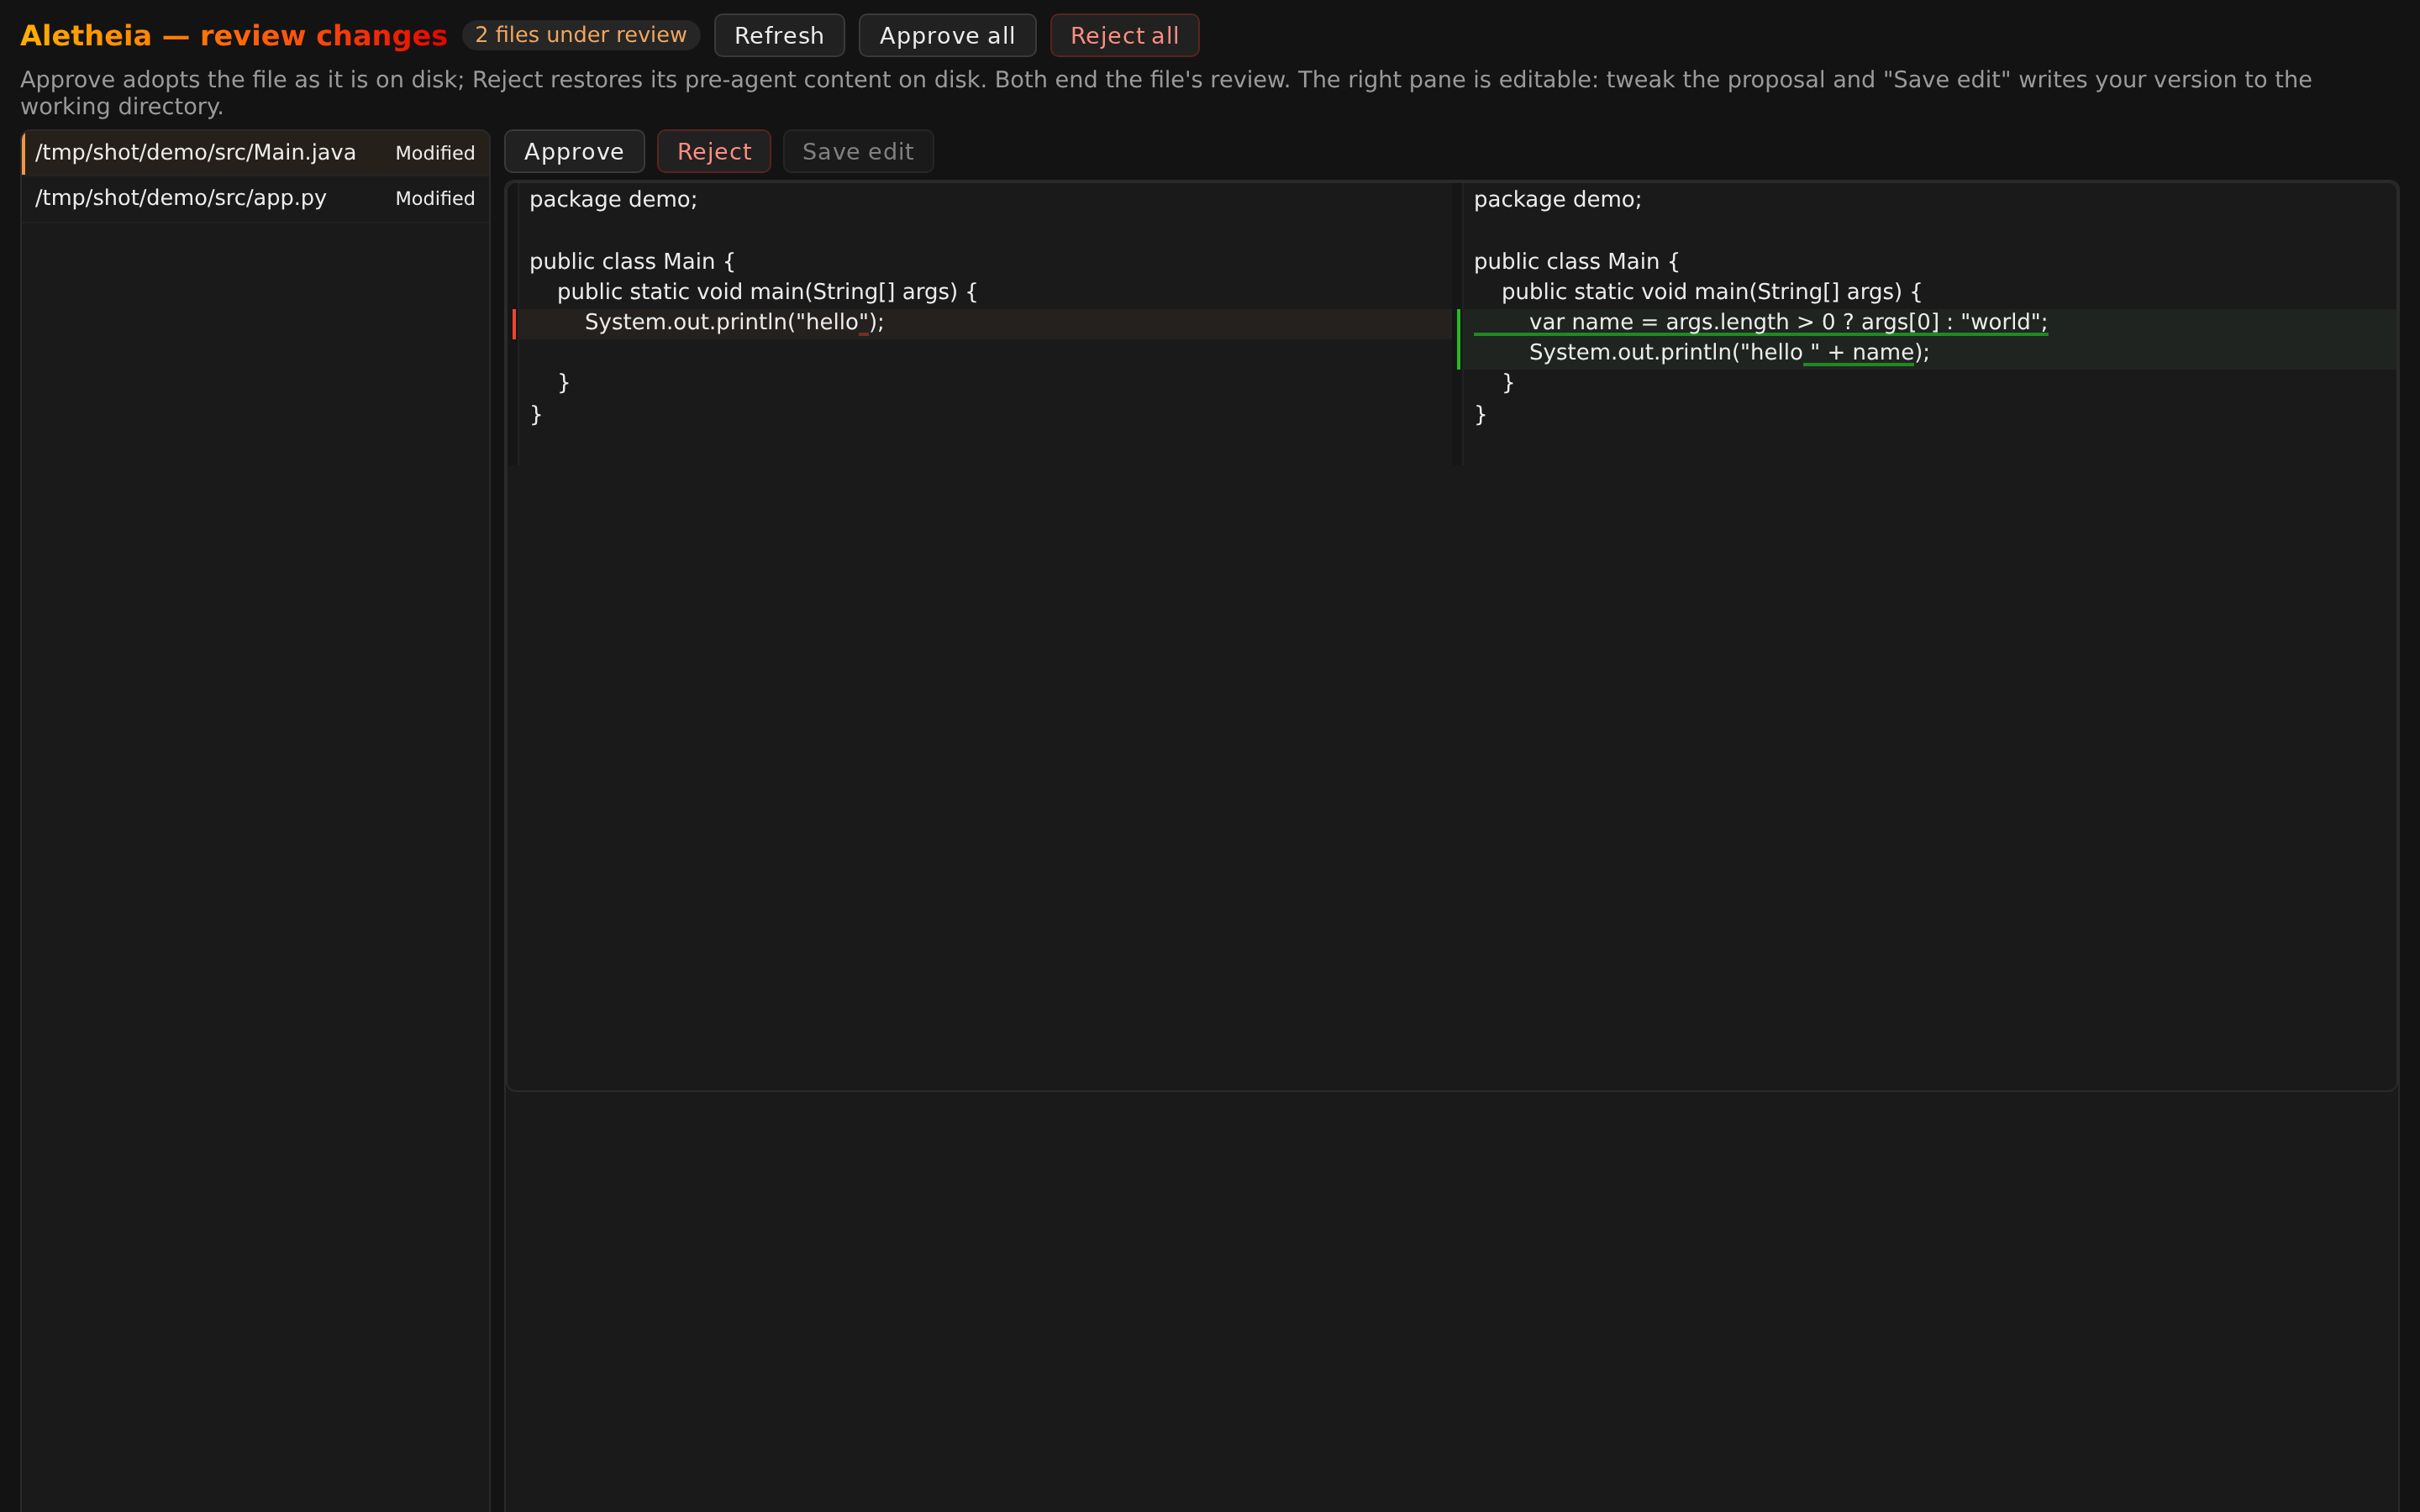 Aletheia — review changes 2 files under review Refresh Approve all Reject all
Approve adopts the file as it is on disk; Reject restores its pre-agent content on disk. Both end the file's review. The right pane is editable: tweak the proposal and "Save edit" writes your version to the
working directory.
/tmp/shot/demo/src/Main.java Modified
/tmp/shot/demo/src/app.py Modified
Approve Reject Save edit
package demo;
public class Main {
    public static void main(String[] args) {
        System.out.println("hello");
    }
}
package demo;
public class Main {
    public static void main(String[] args) {
        var name = args.length > 0 ? args[0] : "world";
        System.out.println("hello " + name);
    }
}